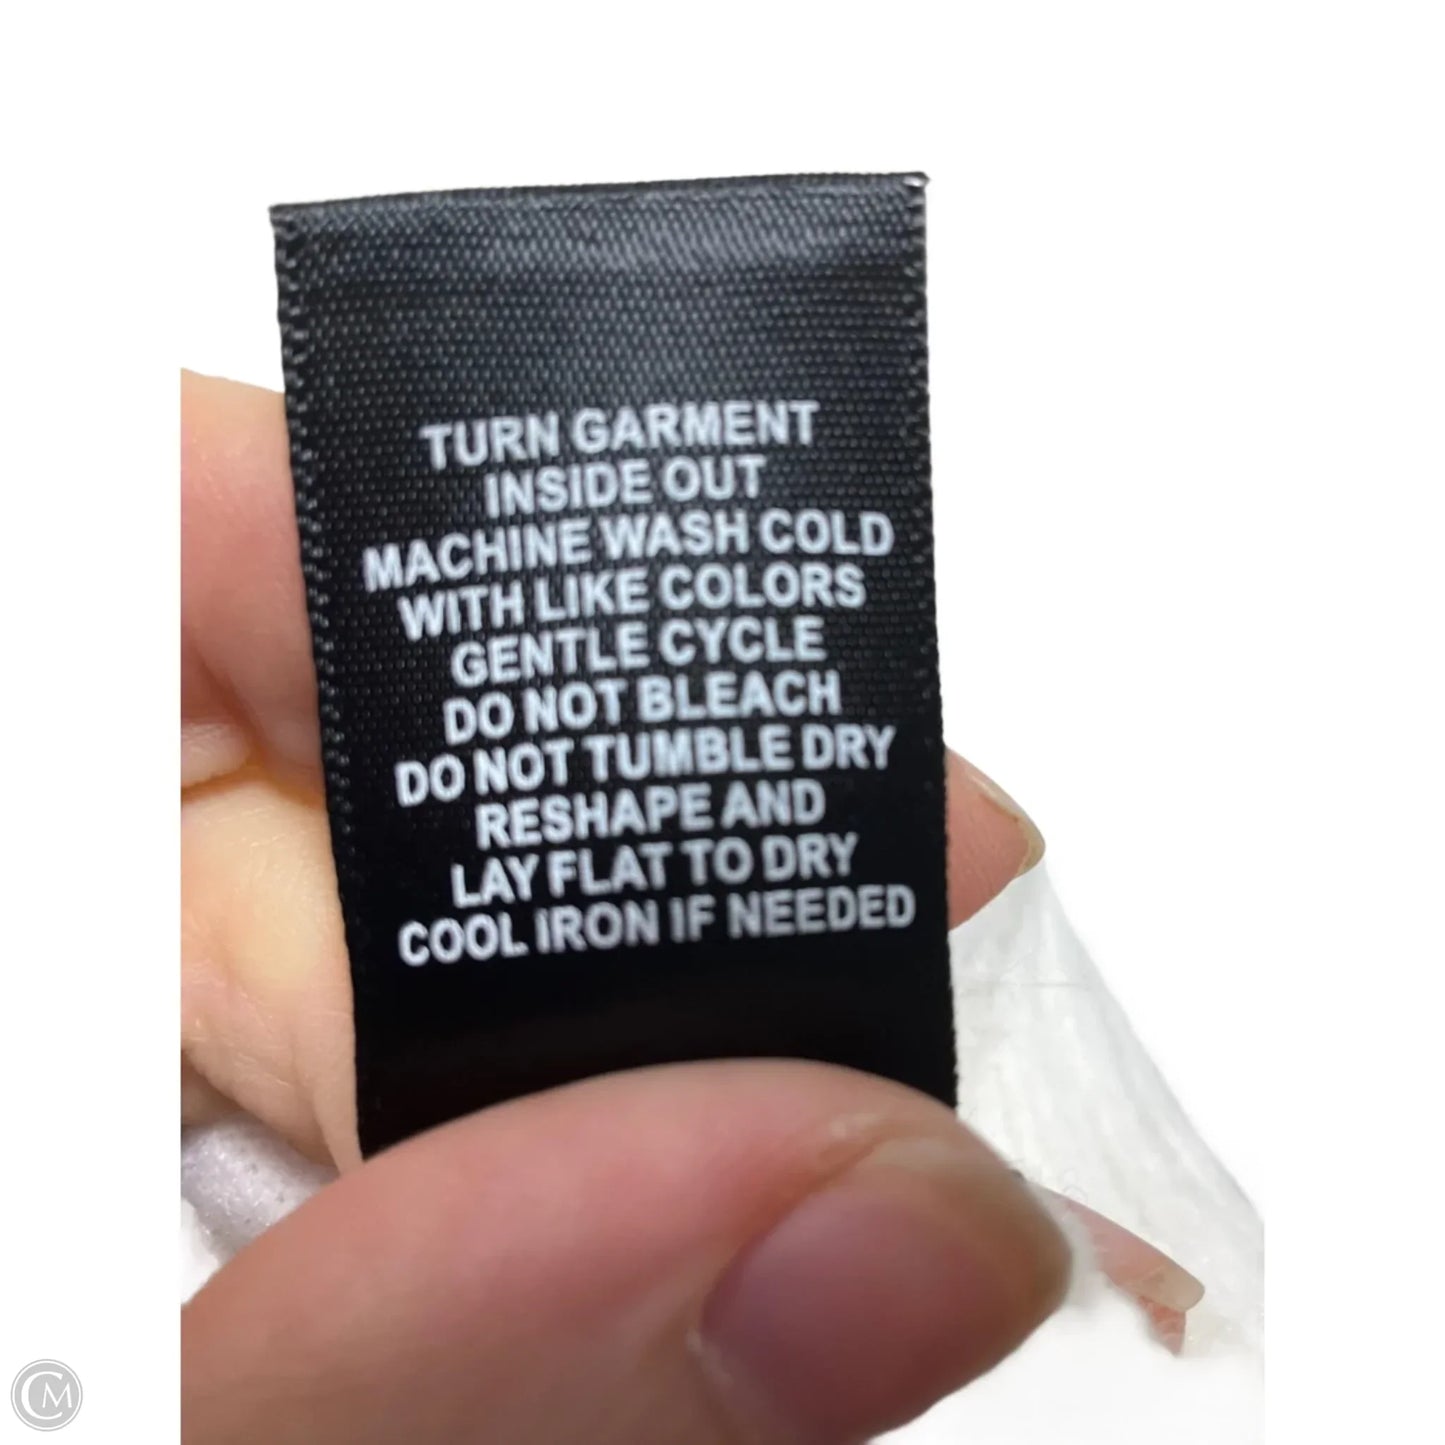 TURN GARMENT
INSIDE OUT
MACHINE WASH COLD
WITH LIKE COLORS
GENTLE CYCLE
DO NOT BLEACH
DO NOT TUMBLE DRY
RESHAPE AND
LAY FLAT TO DRY
COOL IRON IF NEEDED
CM